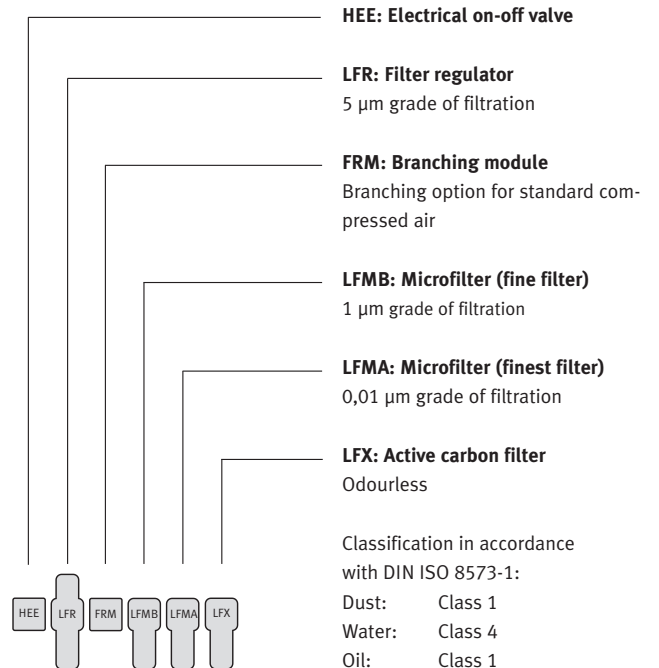 HEE: Electrical on-off valve
LFR: Filter regulator
5 µm grade of filtration
FRM: Branching module
Branching option for standard com-
pressed air
LFMB: Microfilter (fine filter)
1 µm grade of filtration
LFMA: Microfilter (finest filter)
0,01 µm grade of filtration
LFX: Active carbon filter
Odourless
Classification in accordance
with DIN ISO 8573-1:
Dust: Class 1
Water: Class 4
Oil: Class 1
HEE LFR FRM LFMB LFMA LFX